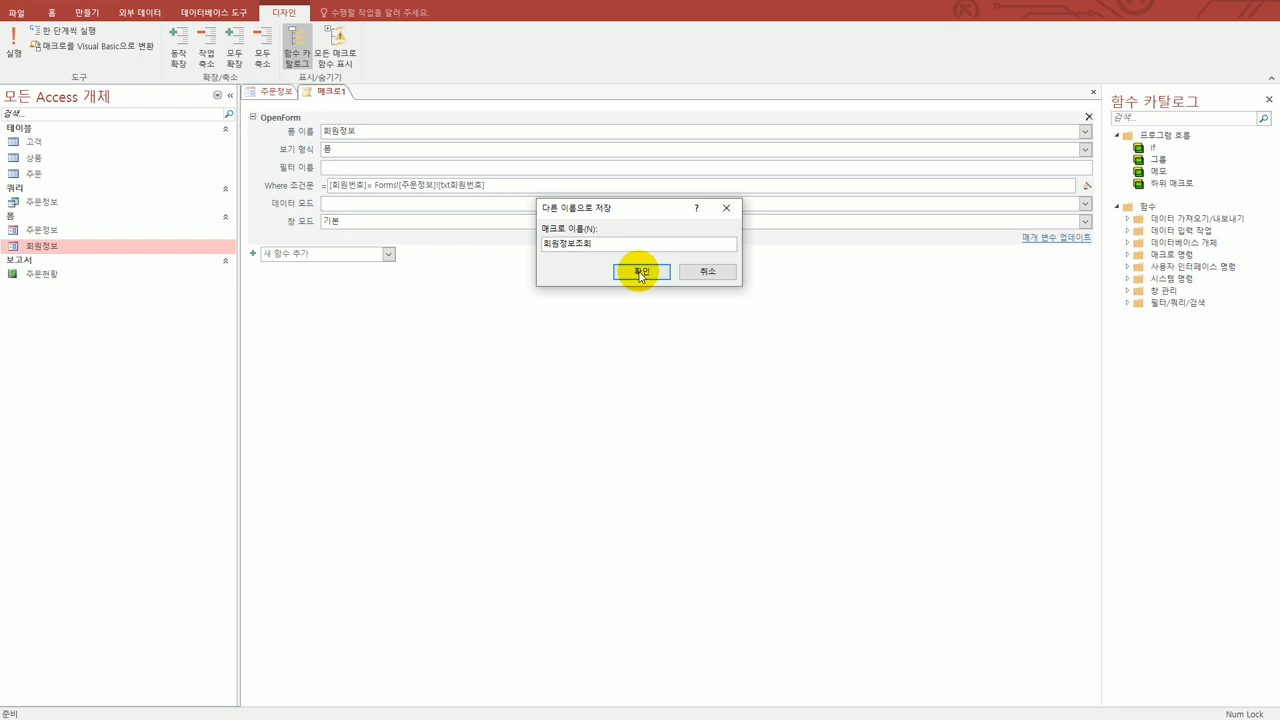 파일 홈 만들기 외부 데이터 데이터베이스 도구 디자인 수행할 작업을 알려 주세요.
실행
한 단계씩 실행
매크로를 Visual Basic으로 변환
도구
동작 확장
작업 축소
모두 확장
모두 축소
확장/축소
함수 카탈로그
모든 매크로 함수 표시
표시/숨기기
모든 Access 개체
검색...
테이블
고객
상품
주문
쿼리
주문정보
폼
주문정보
회원정보
보고서
주문현황
주문정보 매크로1
OpenForm
폼 이름 회원정보
보기 형식 폼
필터 이름
Where 조건문 = [회원번호]= Forms![주문정보]![txt회원번호]
데이터 모드
창 모드 기본
매개 변수 업데이트
새 함수 추가
다른 이름으로 저장 ?
매크로 이름(N):
회원정보조회
확인 취소
함수 카탈로그
검색...
프로그램 흐름
If
그룹
메모
하위 매크로
함수
데이터 가져오기/내보내기
데이터 입력 작업
데이터베이스 개체
매크로 명령
사용자 인터페이스 명령
시스템 명령
창 관리
필터/쿼리/검색
준비 Num Lock